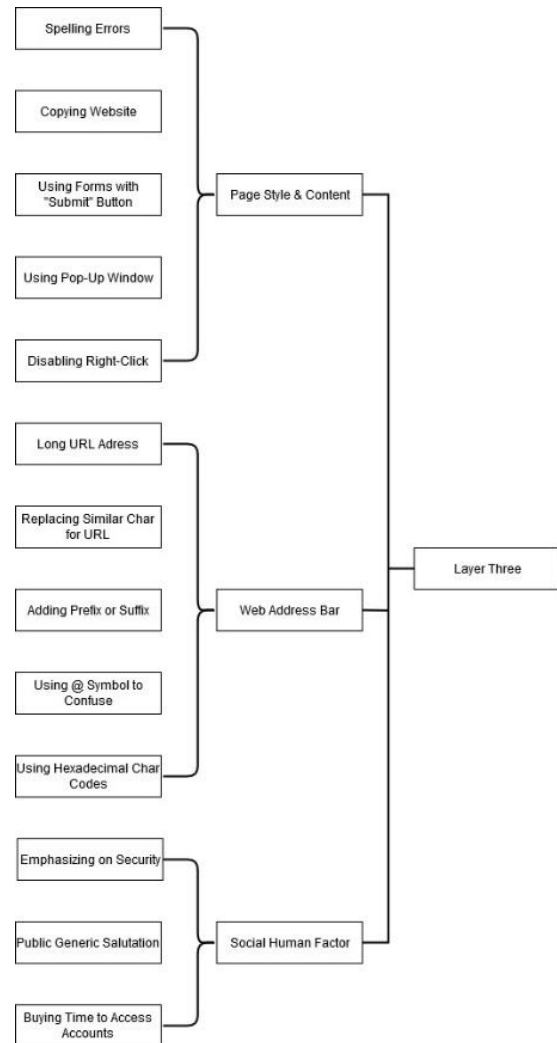 Spelling Errors
Copying Website
Using Forms with
"Submit" Button
Page Style & Content
Using Pop-Up Window
Disabling Right-Click
Long URL Adress
Replacing Similar Char
for URL
Layer Three
Adding Prefix or Suffix
Web Address Bar
Using @ Symbol to
Confuse
Using Hexadecimal Char
Codes
Emphasizing on Security
Public Generic Salutation
Social Human Factor
Buying Time to Access
Accounts